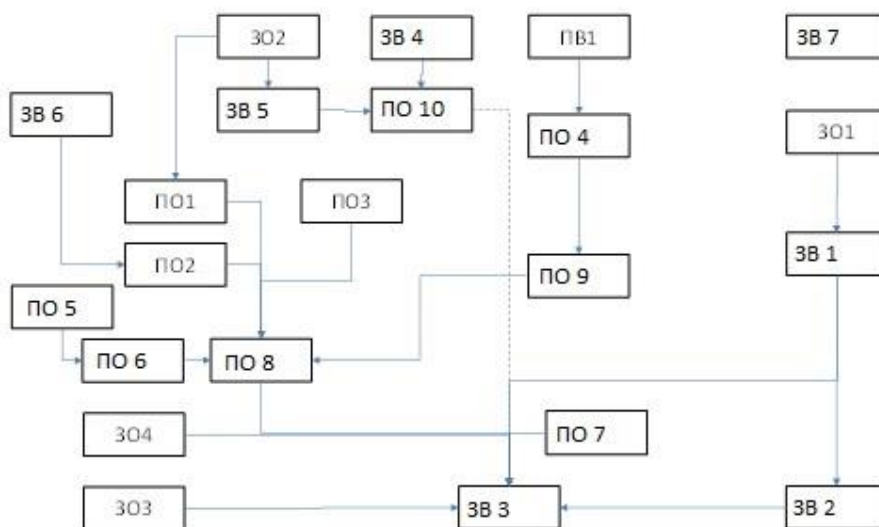 ЗО2
ЗВ 4
ПВ1
ЗВ 7
ЗВ 6
ЗВ 5
ПО 10
ПО 4
ЗО1
ПО1
ПО3
ПО2
ЗВ 1
ПО 9
ПО 5
ПО 6
ПО 8
ЗО4
ПО 7
ЗО3
ЗВ 3
ЗВ 2